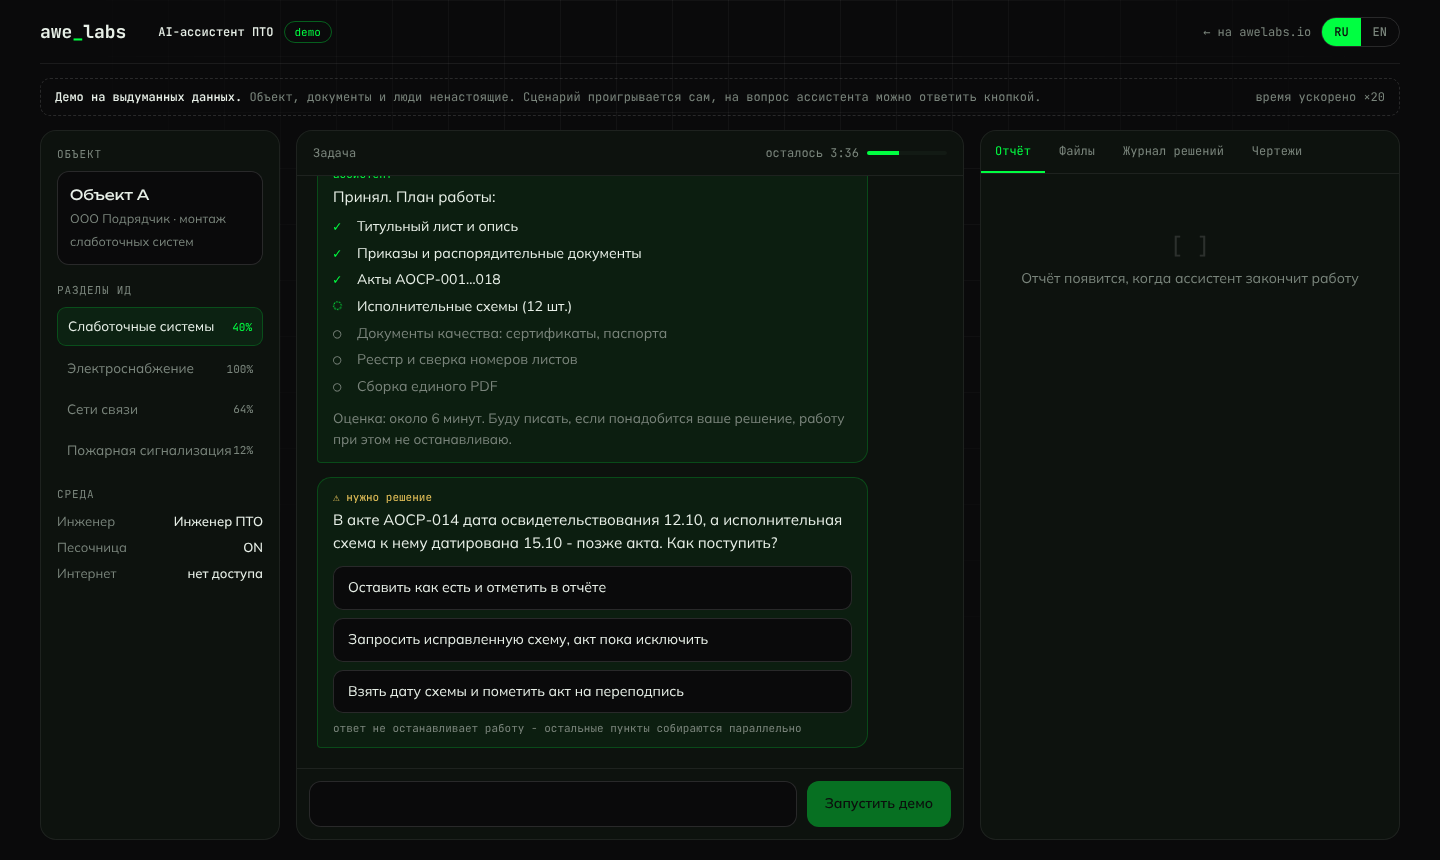 awe_labs
AI-ассистент ПТО
demo
← на awelabs.io
RU
EN
Демо на выдуманных данных. Объект, документы и люди ненастоящие. Сценарий проигрывается сам, на вопрос ассистента можно ответить кнопкой.
время ускорено ×20
ОБЪЕКТ
Объект А
ООО Подрядчик · монтаж
слаботочных систем
РАЗДЕЛЫ ИД
Слаботочные системы 40%
Электроснабжение 100%
Сети связи 64%
Пожарная сигнализация 12%
СРЕДА
Инженер Инженер ПТО
Песочница ON
Интернет нет доступа
Задача
осталось 3:36
Принял. План работы:
✓ Титульный лист и опись
✓ Приказы и распорядительные документы
✓ Акты АОСР-001…018
Исполнительные схемы (12 шт.)
○ Документы качества: сертификаты, паспорта
○ Реестр и сверка номеров листов
○ Сборка единого PDF
Оценка: около 6 минут. Буду писать, если понадобится ваше решение, работу
при этом не останавливаю.
⚠ нужно решение
В акте АОСР-014 дата освидетельствования 12.10, а исполнительная
схема к нему датирована 15.10 - позже акта. Как поступить?
Оставить как есть и отметить в отчёте
Запросить исправленную схему, акт пока исключить
Взять дату схемы и пометить акт на переподпись
ответ не останавливает работу - остальные пункты собираются параллельно
Запустить демо
Отчёт
Файлы
Журнал решений
Чертежи
[ ]
Отчёт появится, когда ассистент закончит работу